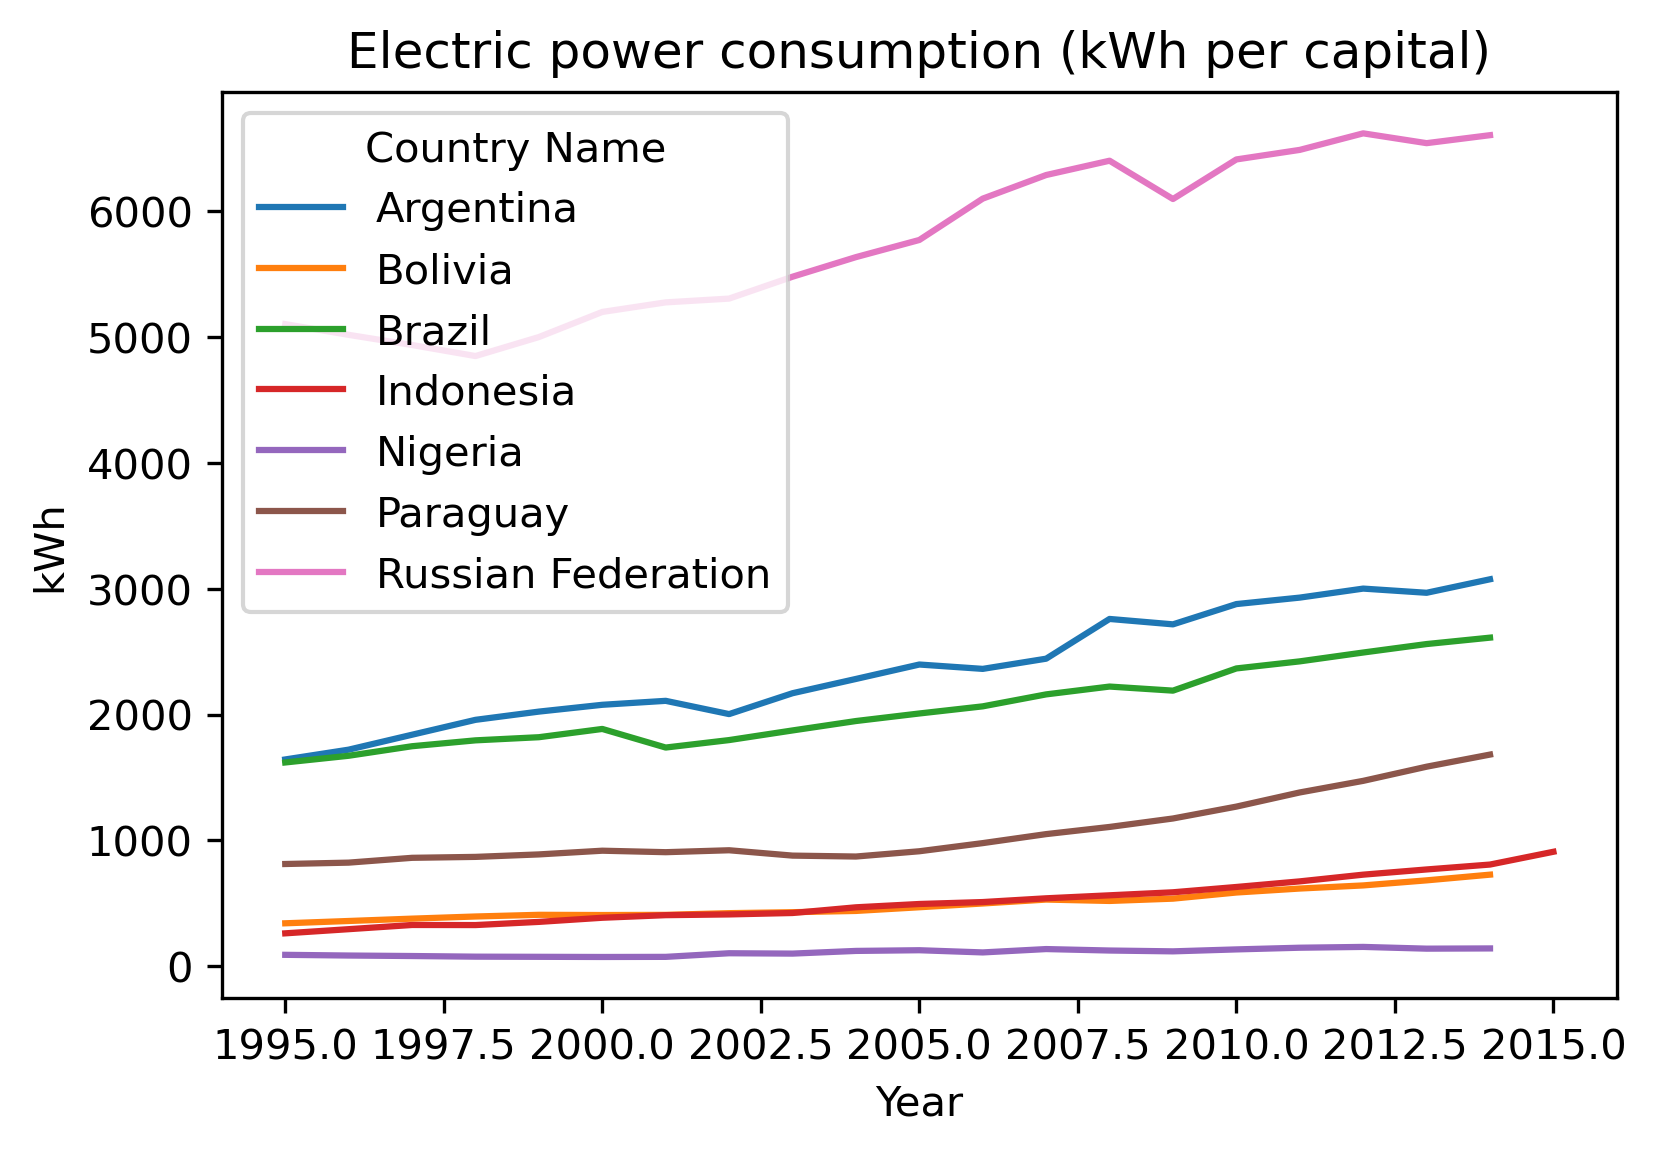 Electric power consumption (kWh per capital)
Country Name
Argentina
Bolivia
Brazil
Indonesia
Nigeria
Paraguay
Russian Federation
6000
5000
4000
3000
2000
1000
0
kWh
1995.0 1997.5 2000.0 2002.5 2005.0 2007.5 2010.0 2012.5 2015.0
Year